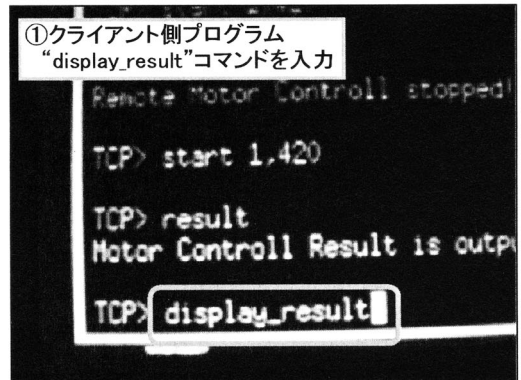 ①クライアント側プログラム
“display_result”コマンドを入力
Remote Motor Controll stopped!
TCP> start 1,420
TCP> result
Motor Controll Result is outpu
TCP> display_result